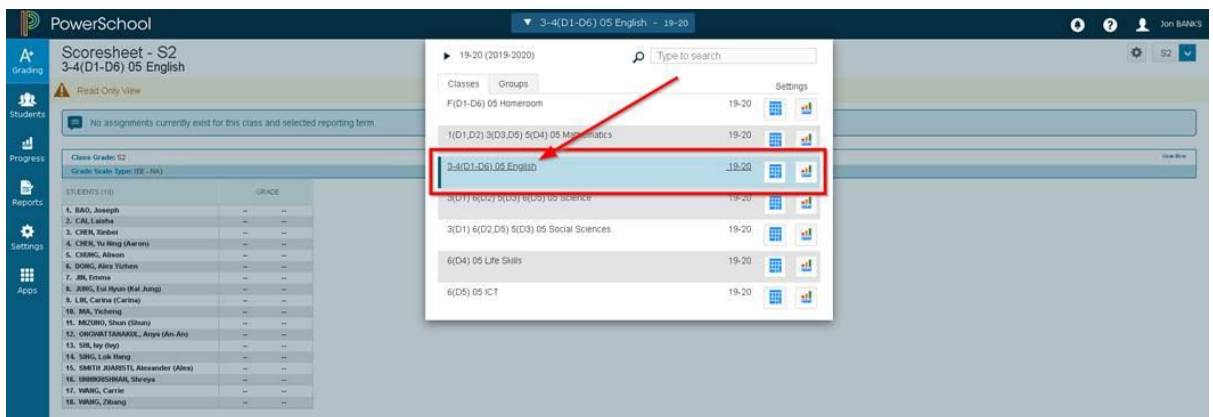 PowerSchool
3-4(D1-D6) 05 English - 19-20
Jon BANKS
A+
Grading
Scoresheet - S2
3-4(D1-D6) 05 English
S2
Read Only View
Students
No assignments currently exist for this class and selected reporting term.
Progress
Class Grade: S2
Grade Scale Type: (EE - NA)
Reports
Settings
Apps
STUDENTS (18) GRADE
1. BAO, Joseph -- --
2. CAI, Laisha -- --
3. CHEN, Xinbei -- --
4. CHEN, Yu Ning (Aaron) -- --
5. CHUNG, Alison -- --
6. DONG, Alex Yizhen -- --
7. JIN, Emma -- --
8. JUNG, Eui Hyun (Kai Jung) -- --
9. LIN, Carina (Carina) -- --
10. MA, Yicheng -- --
11. MIZUNO, Shun (Shun) -- --
12. ONGWATTANAKUL, Anya (An-An) -- --
13. SHI, Ivy (Ivy) -- --
14. SING, Lok Hang -- --
15. SMITH JOARISTI, Alexander (Alex) -- --
16. UNNIKRISHNAN, Shreya -- --
17. WANG, Carrie -- --
18. WANG, Zibang -- --
19-20 (2019-2020)
Type to search
Classes Groups Settings
F(D1-D6) 05 Homeroom 19-20
1(D1,D2) 3(D3,D5) 5(D4) 05 Mathematics 19-20
3-4(D1-D6) 05 English 19-20
3(D1) 6(D2) 5(D3) 6(D5) 05 Science 19-20
3(D1) 6(D2,D5) 5(D3) 05 Social Sciences 19-20
6(D4) 05 Life Skills 19-20
6(D5) 05 ICT 19-20